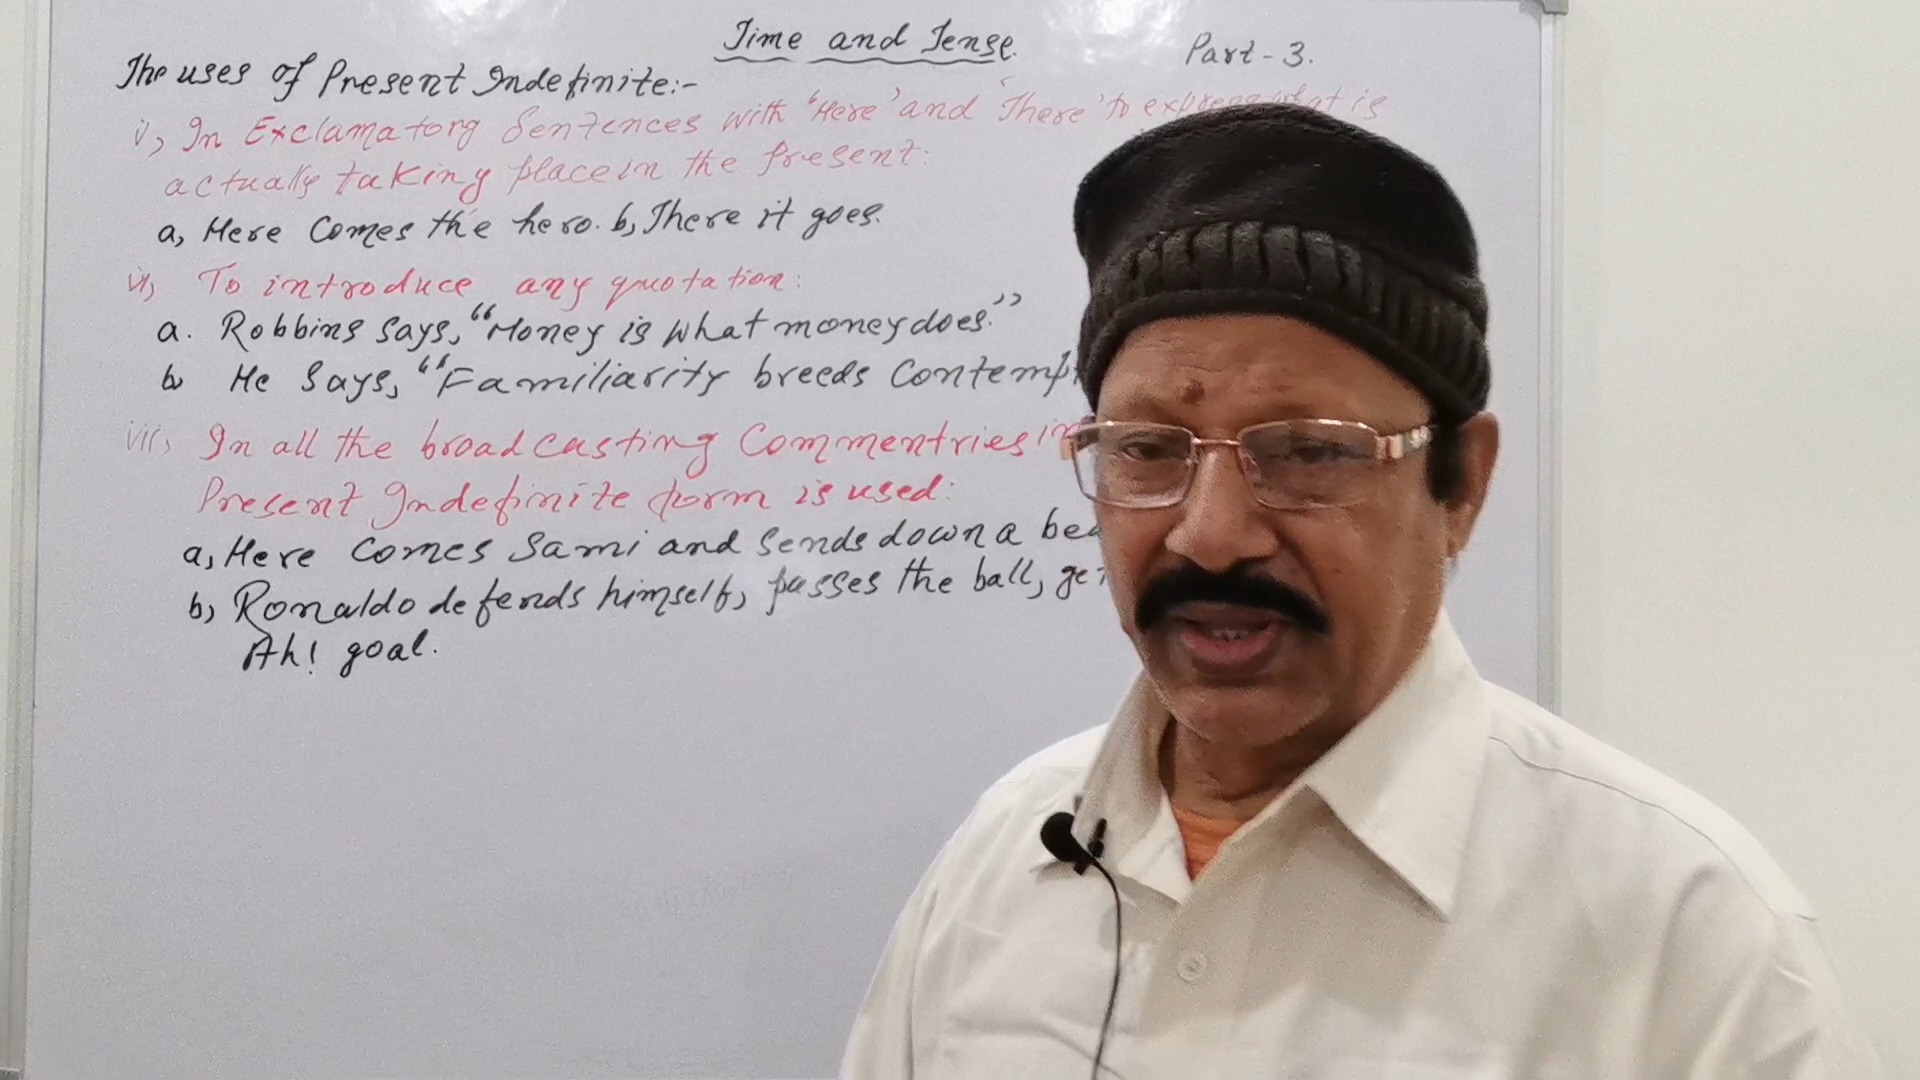 Time and Tense.
Part-3.
The uses of Present Indefinite:-
v, In Exclamatory Sentences with 'Here' and 'There' to express what is
actually taking place in the present:
a, Here Comes the hero. b, There it goes.
vi, To introduce any quotation:
a. Robbins says, "Money is what money does."
b He says, "Familiarity breeds
vii, In all the broadcasting Commentries in
Present Indefinite form is used:
a, Here comes Sami and sends down a
b, Ronaldo defends himself, passes the ball,
Ah! goal.